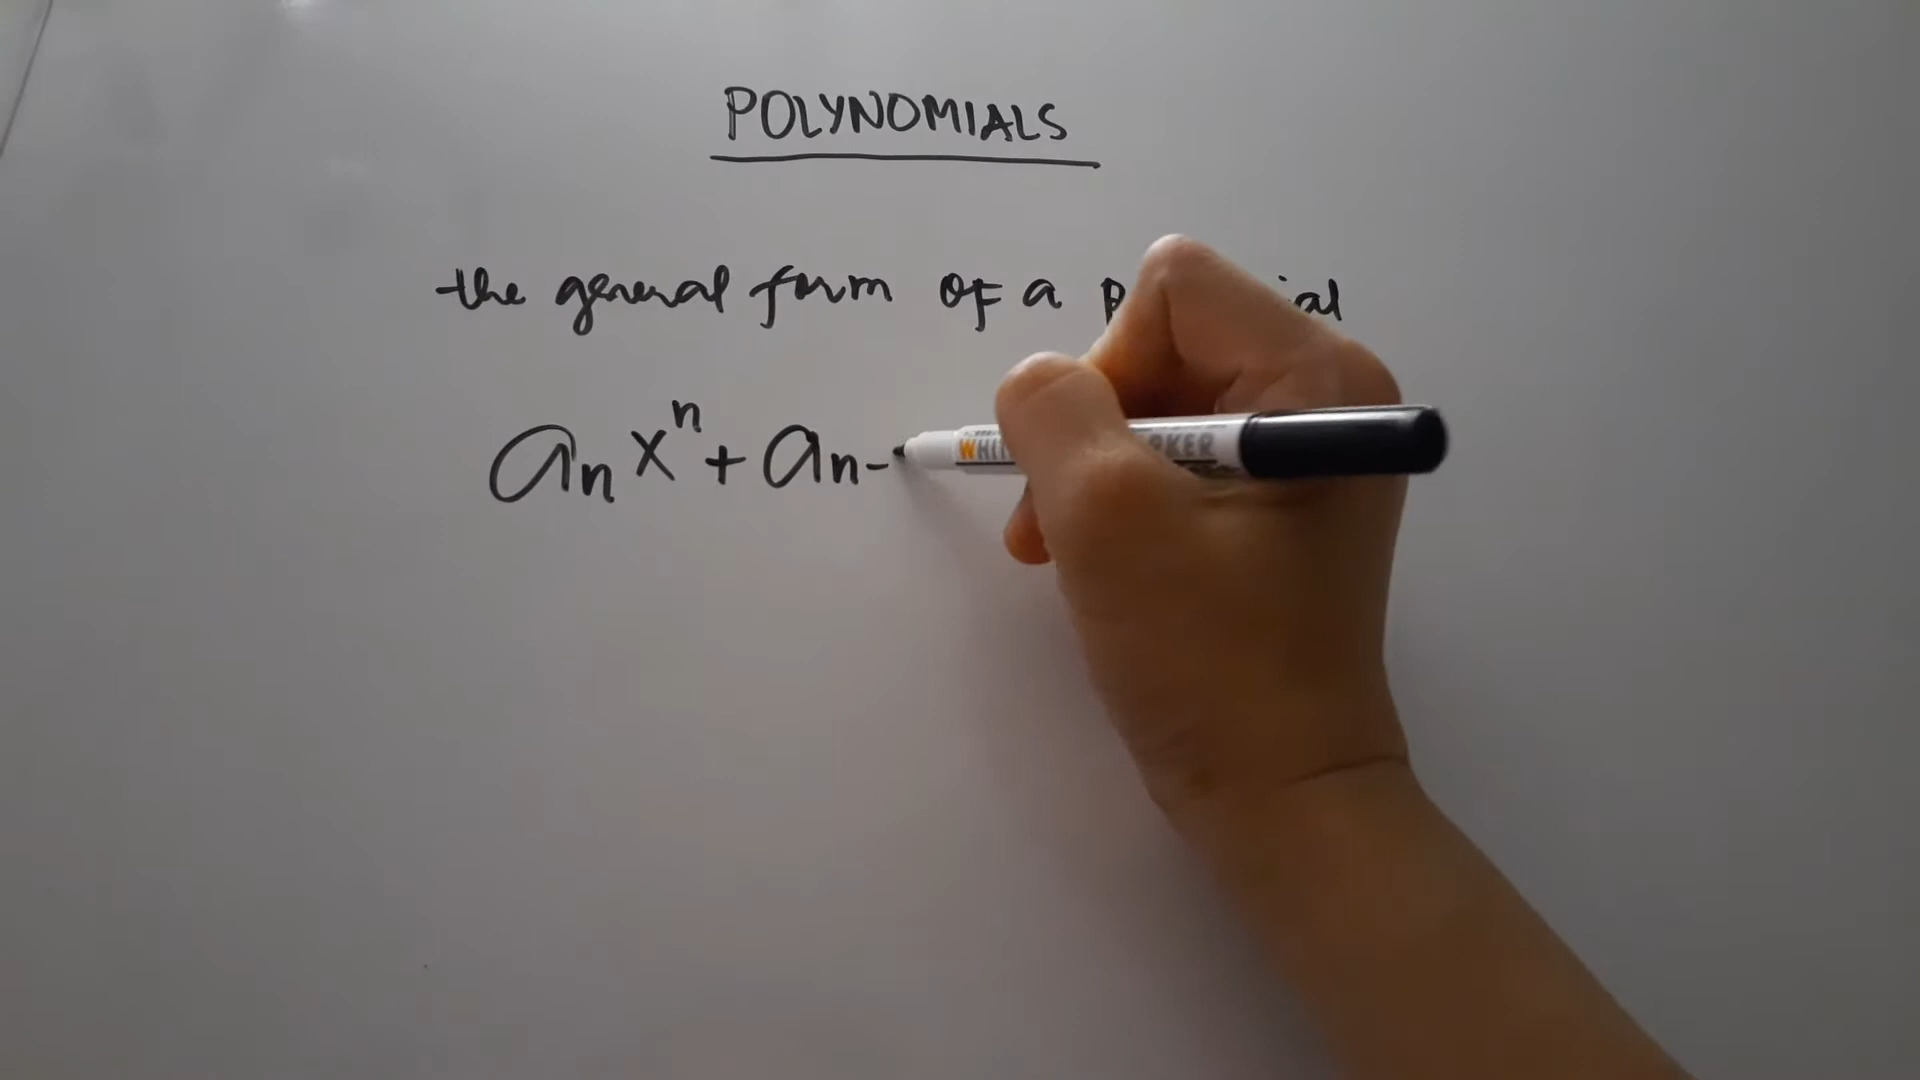 POLYNOMIALS
the general form of a
aₙxⁿ + aₙ₋